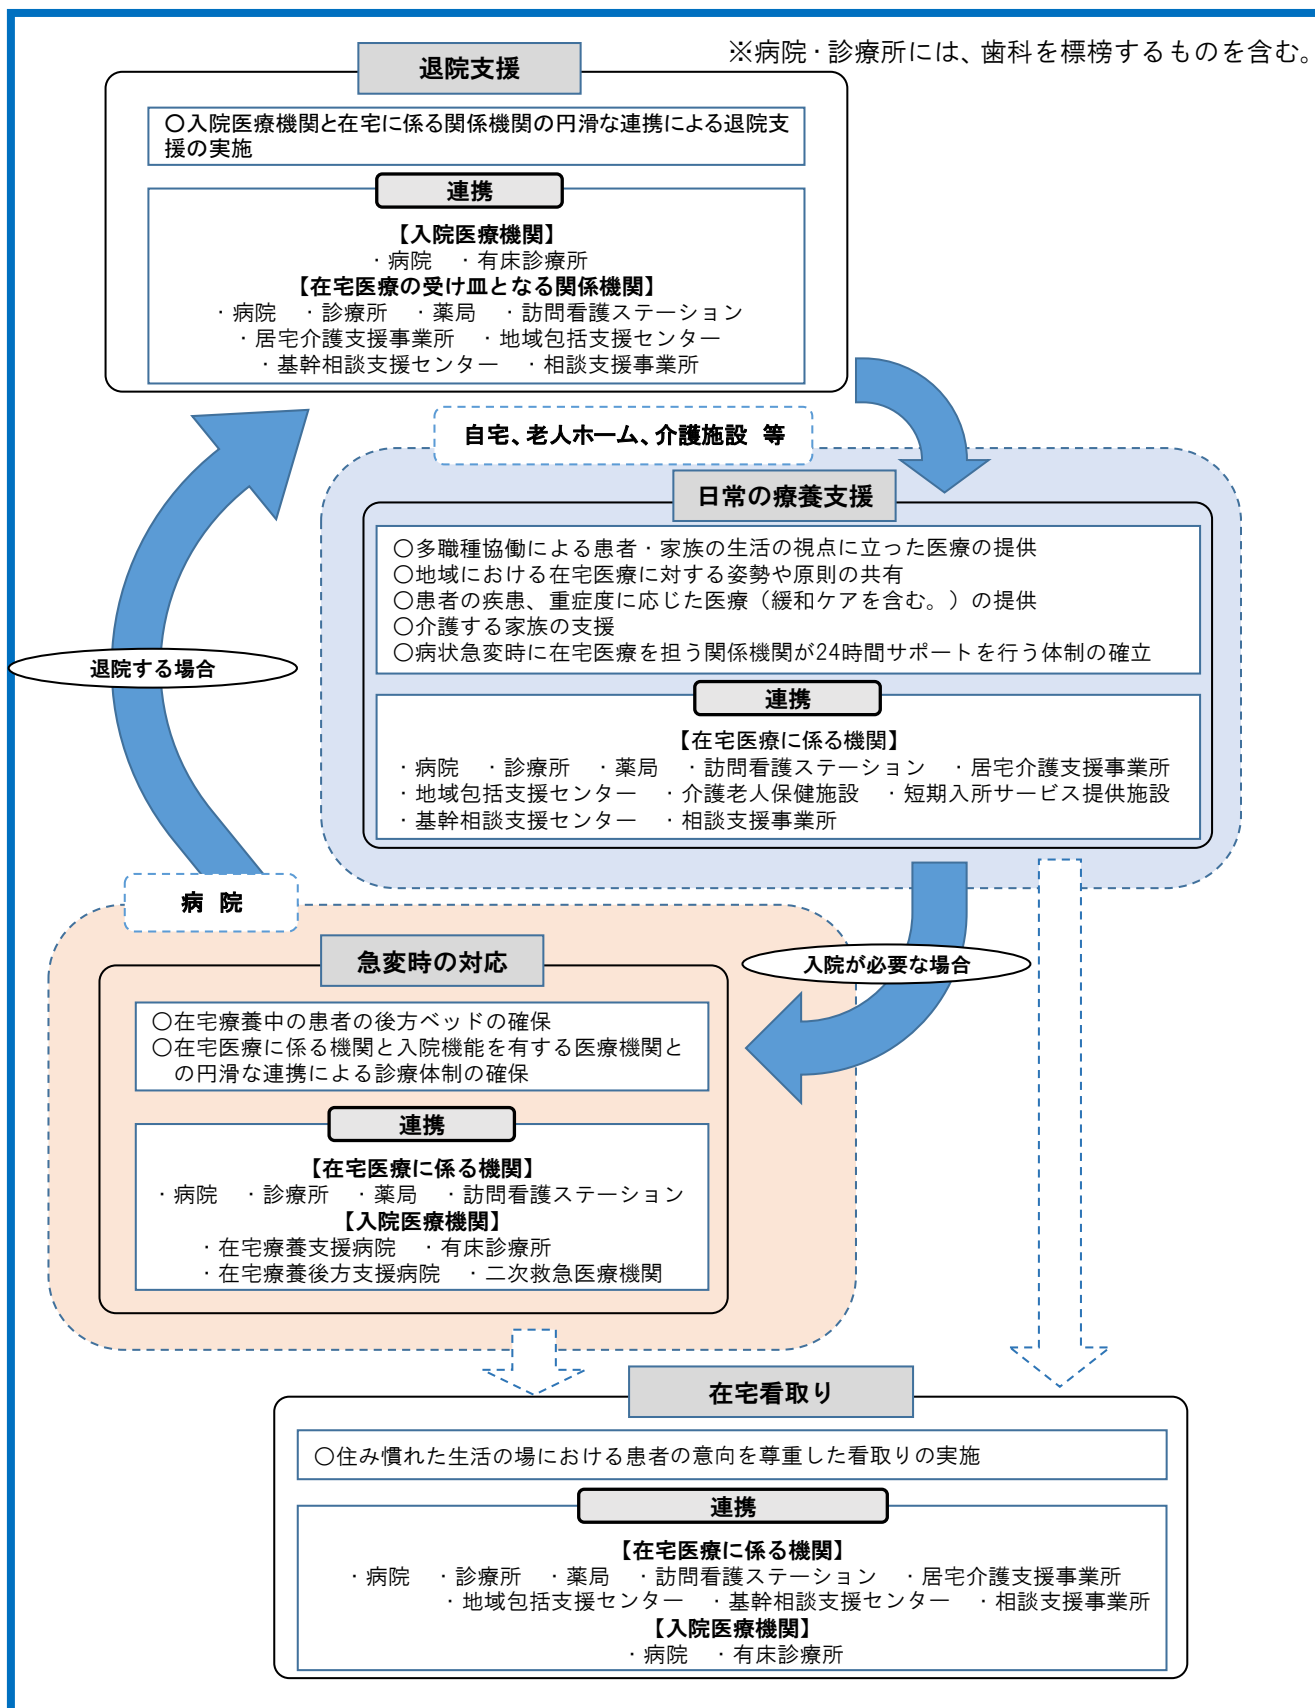 ※病院・診療所には、歯科を標榜するものを含む。
退院支援
〇入院医療機関と在宅に係る関係機関の円滑な連携による退院支
援の実施
連携
【入院医療機関】
・病院　・有床診療所
【在宅医療の受け皿となる関係機関】
・病院　・診療所　・薬局　・訪問看護ステーション
・居宅介護支援事業所　・地域包括支援センター
・基幹相談支援センター　・相談支援事業所
自宅、老人ホーム、介護施設　等
日常の療養支援
〇多職種協働による患者・家族の生活の視点に立った医療の提供
〇地域における在宅医療に対する姿勢や原則の共有
〇患者の疾患、重症度に応じた医療（緩和ケアを含む。）の提供
〇介護する家族の支援
〇病状急変時に在宅医療を担う関係機関が24時間サポートを行う体制の確立
退院する場合
連携
【在宅医療に係る機関】
・病院　・診療所　・薬局　・訪問看護ステーション　・居宅介護支援事業所
・地域包括支援センター　・介護老人保健施設　・短期入所サービス提供施設
・基幹相談支援センター　・相談支援事業所
病　院
急変時の対応
入院が必要な場合
〇在宅療養中の患者の後方ベッドの確保
〇在宅医療に係る機関と入院機能を有する医療機関と
の円滑な連携による診療体制の確保
連携
【在宅医療に係る機関】
・病院　・診療所　・薬局　・訪問看護ステーション
【入院医療機関】
・在宅療養支援病院　・有床診療所
・在宅療養後方支援病院　・二次救急医療機関
在宅看取り
〇住み慣れた生活の場における患者の意向を尊重した看取りの実施
連携
【在宅医療に係る機関】
・病院　・診療所　・薬局　・訪問看護ステーション　・居宅介護支援事業所
・地域包括支援センター　・基幹相談支援センター　・相談支援事業所
【入院医療機関】
・病院　・有床診療所